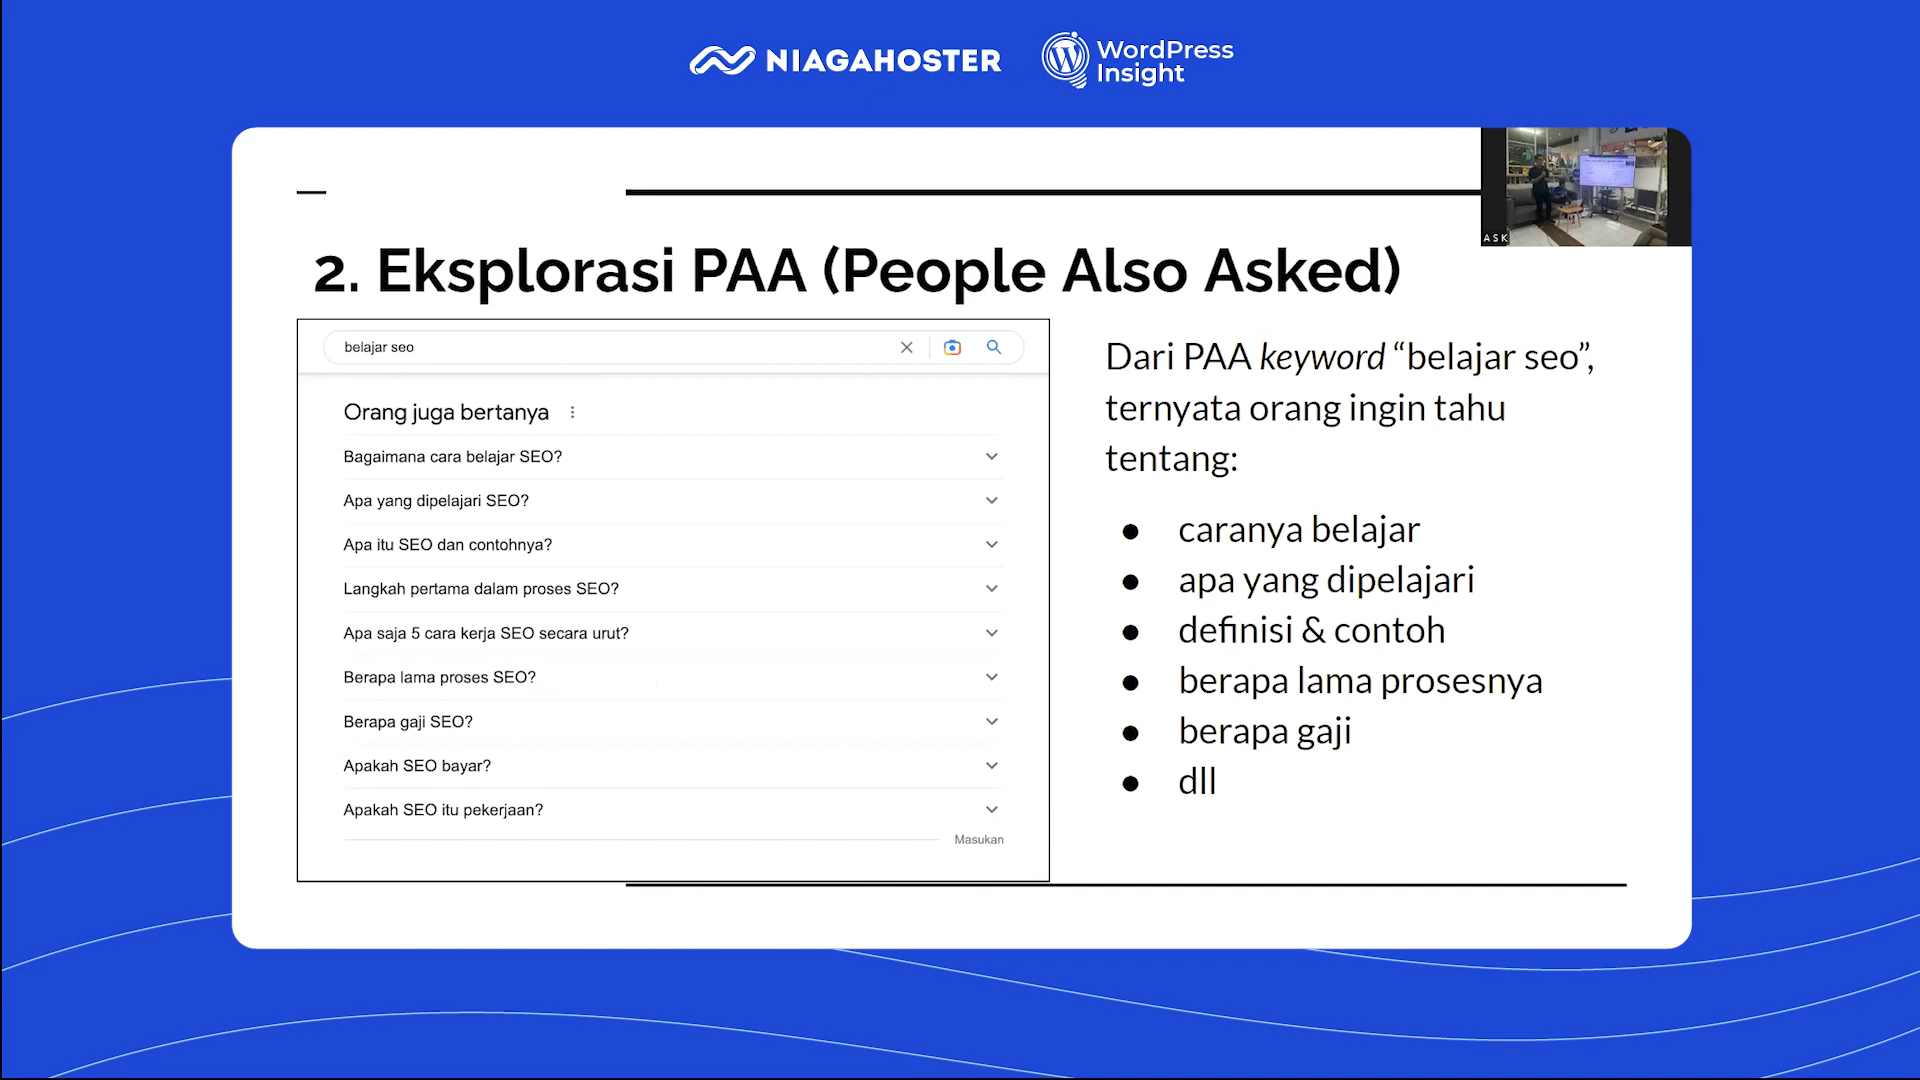 NIAGAHOSTER
WordPress
Insight
ASK
2. Eksplorasi PAA (People Also Asked)
belajar seo
Orang juga bertanya
Bagaimana cara belajar SEO?
Apa yang dipelajari SEO?
Apa itu SEO dan contohnya?
Langkah pertama dalam proses SEO?
Apa saja 5 cara kerja SEO secara urut?
Berapa lama proses SEO?
Berapa gaji SEO?
Apakah SEO bayar?
Apakah SEO itu pekerjaan?
Masukan
Dari PAA keyword “belajar seo”,
ternyata orang ingin tahu
tentang:
● caranya belajar
● apa yang dipelajari
● definisi & contoh
● berapa lama prosesnya
● berapa gaji
● dll